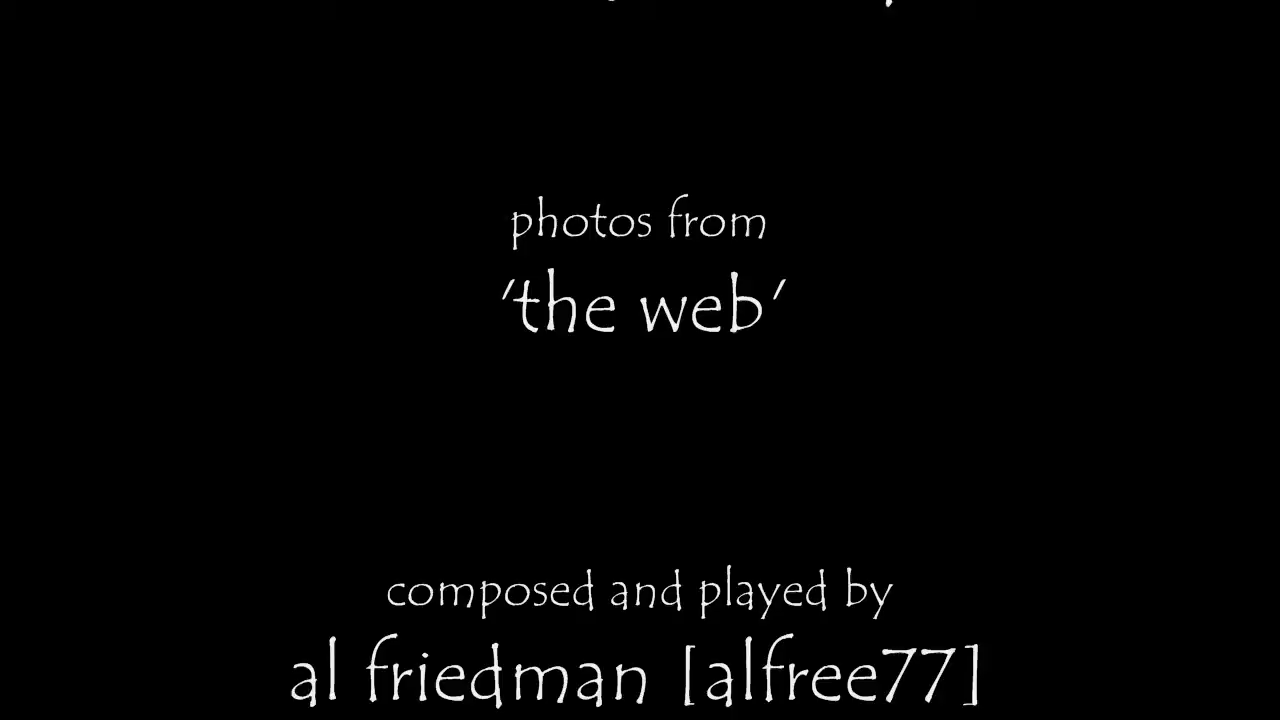 photos from
'the web'
composed and played by
al friedman [alfree77]